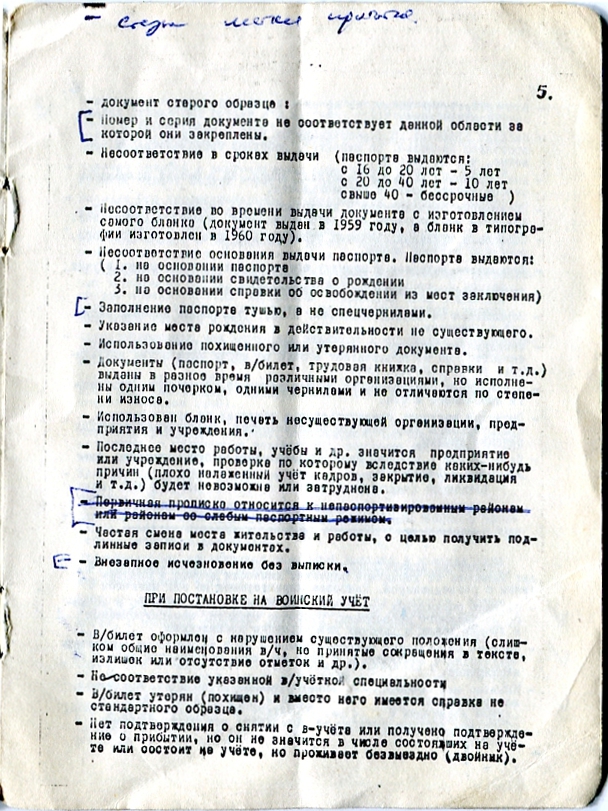 5.
- документ старого образца :
- Номер и серия документа не соответствует данной области за
которой они закреплены.
- Несоответствие в сроках выдачи (паспорта выдаются:
с 16 до 20 лет - 5 лет
с 20 до 40 лет - 10 лет
свыше 40 - бессрочные )
- Несоответствие во времени выдачи документа с изготовлением
самого бланка (документ выдан в 1959 году, а бланк в типогра-
фии изготовлен в 1960 году).
- Несоответствие основания выдачи паспорта. Паспорта выдаются:
( 1. на основании паспорта
2. на основании свидетельства о рождении
3. на основании справки об освобождении из мест заключения)
- Заполнение паспорта тушью, а не спецчернилами.
- Указание места рождения в действительности не существующего.
- Использование похищенного или утерянного документа.
- Документы (паспорт, в/билет, трудовая книжка, справки и т.д.)
выданы в разное время различными организациями, но исполне-
ны одним почерком, одними чернилами и не отличаются по степе-
ни износа.
- Использован бланк, печать несуществующей организации, пред-
приятия и учреждения.
- Последнее место работы, учёбы и др. значится предприятие
или учреждение, проверка по которому вследствие каких-нибудь
причин (плохо налаженный учёт кадров, закрытие, ликвидация
и т.д.) будет невозможна или затруднена.
- Первичная прописка относится к непаспортизированным районам
или районам со слабым паспортным режимом.
- Частая смена места жительства и работы, с целью получить под-
линные записи в документах.
- Внезапное исчезновение без выписки.
ПРИ ПОСТАНОВКЕ НА ВОИНСКИЙ УЧЁТ
- В/билет оформлен с нарушением существующего положения (слиш-
ком общие наименования в/ч, но принятые сокращения в тексте,
излишек или отсутствие отметок и др.).
- Несоответствие указанной в/учётной специальности
- В/билет утерян (похищен) и вместо него имеется справка не
стандартного образца.
- Нет подтверждения о снятии с в-учёта или получено подтвержде-
ние о прибытии, но он не значится в числе состоящих на учё-
те или состоит на учёте, но проживает безвыездно (двойник).